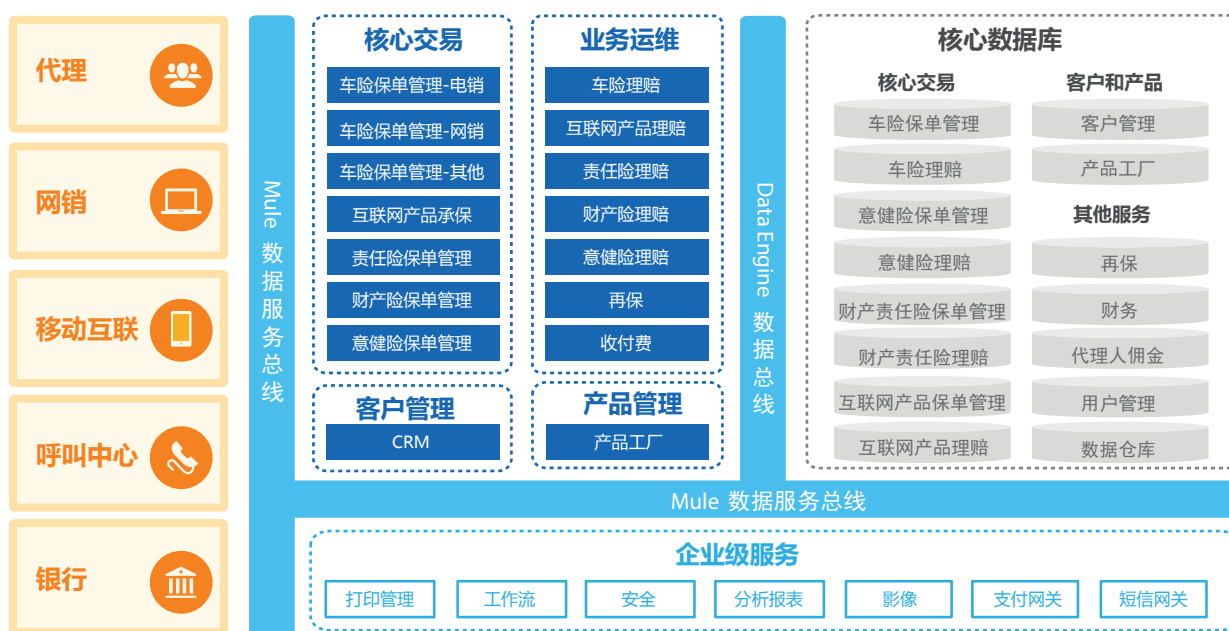 代理
网销
移动互联
呼叫中心
银行
Mule 数据服务总线
核心交易
车险保单管理-电销
车险保单管理-网销
车险保单管理-其他
互联网产品承保
责任险保单管理
财产险保单管理
意健险保单管理
业务运维
车险理赔
互联网产品理赔
责任险理赔
财产险理赔
意健险理赔
再保
收付费
客户管理
CRM
产品管理
产品工厂
Data Engine 数据总线
核心数据库
核心交易
车险保单管理
车险理赔
意健险保单管理
意健险理赔
财产责任险保单管理
财产责任险理赔
互联网产品保单管理
互联网产品理赔
客户和产品
客户管理
产品工厂
其他服务
再保
财务
代理人佣金
用户管理
数据仓库
Mule 数据服务总线
企业级服务
打印管理
工作流
安全
分析报表
影像
支付网关
短信网关